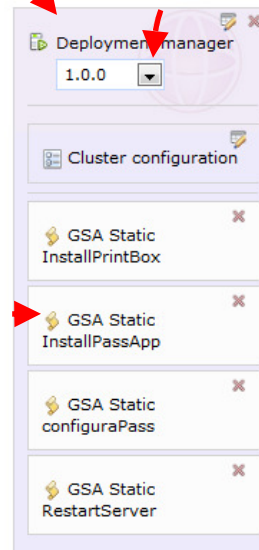 Deployment manager
1.0.0
Cluster configuration
GSA Static
InstallPrintBox
GSA Static
InstallPassApp
GSA Static
configuraPass
GSA Static
RestartServer